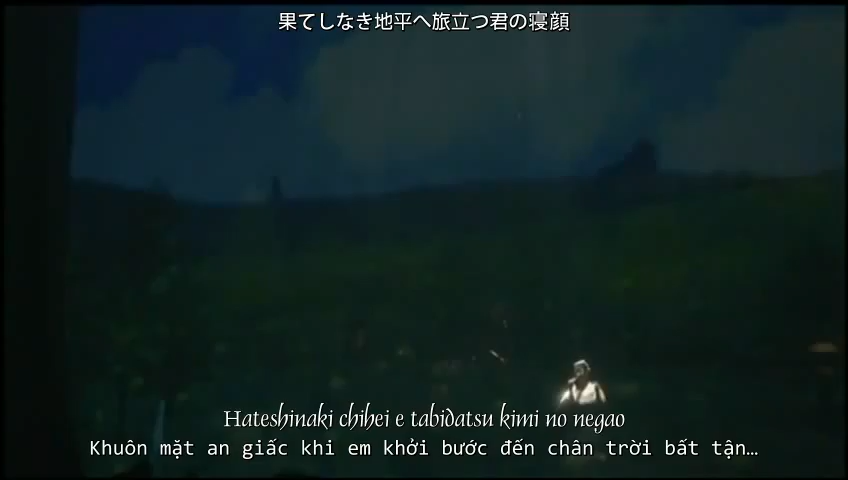 果てしなき地平へ旅立つ君の寝顔
Hateshinaki chihei e tabidatsu kimi no negao
Khuôn mặt an giấc khi em khởi bước đến chân trời bất tận…